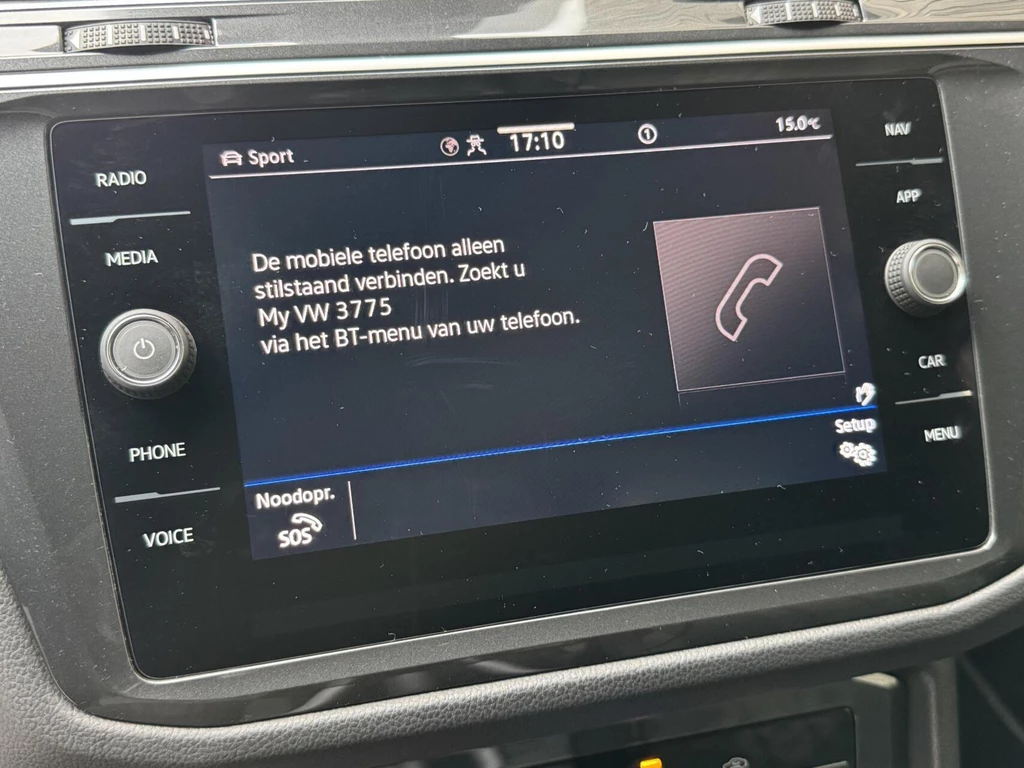 RADIO
MEDIA
PHONE
VOICE
Sport
17:10
1
15.0°C
De mobiele telefoon alleen
stilstaand verbinden. Zoekt u
My VW 3775
via het BT-menu van uw telefoon.
Setup
Noodopr.
SOS
NAV
APP
CAR
MENU